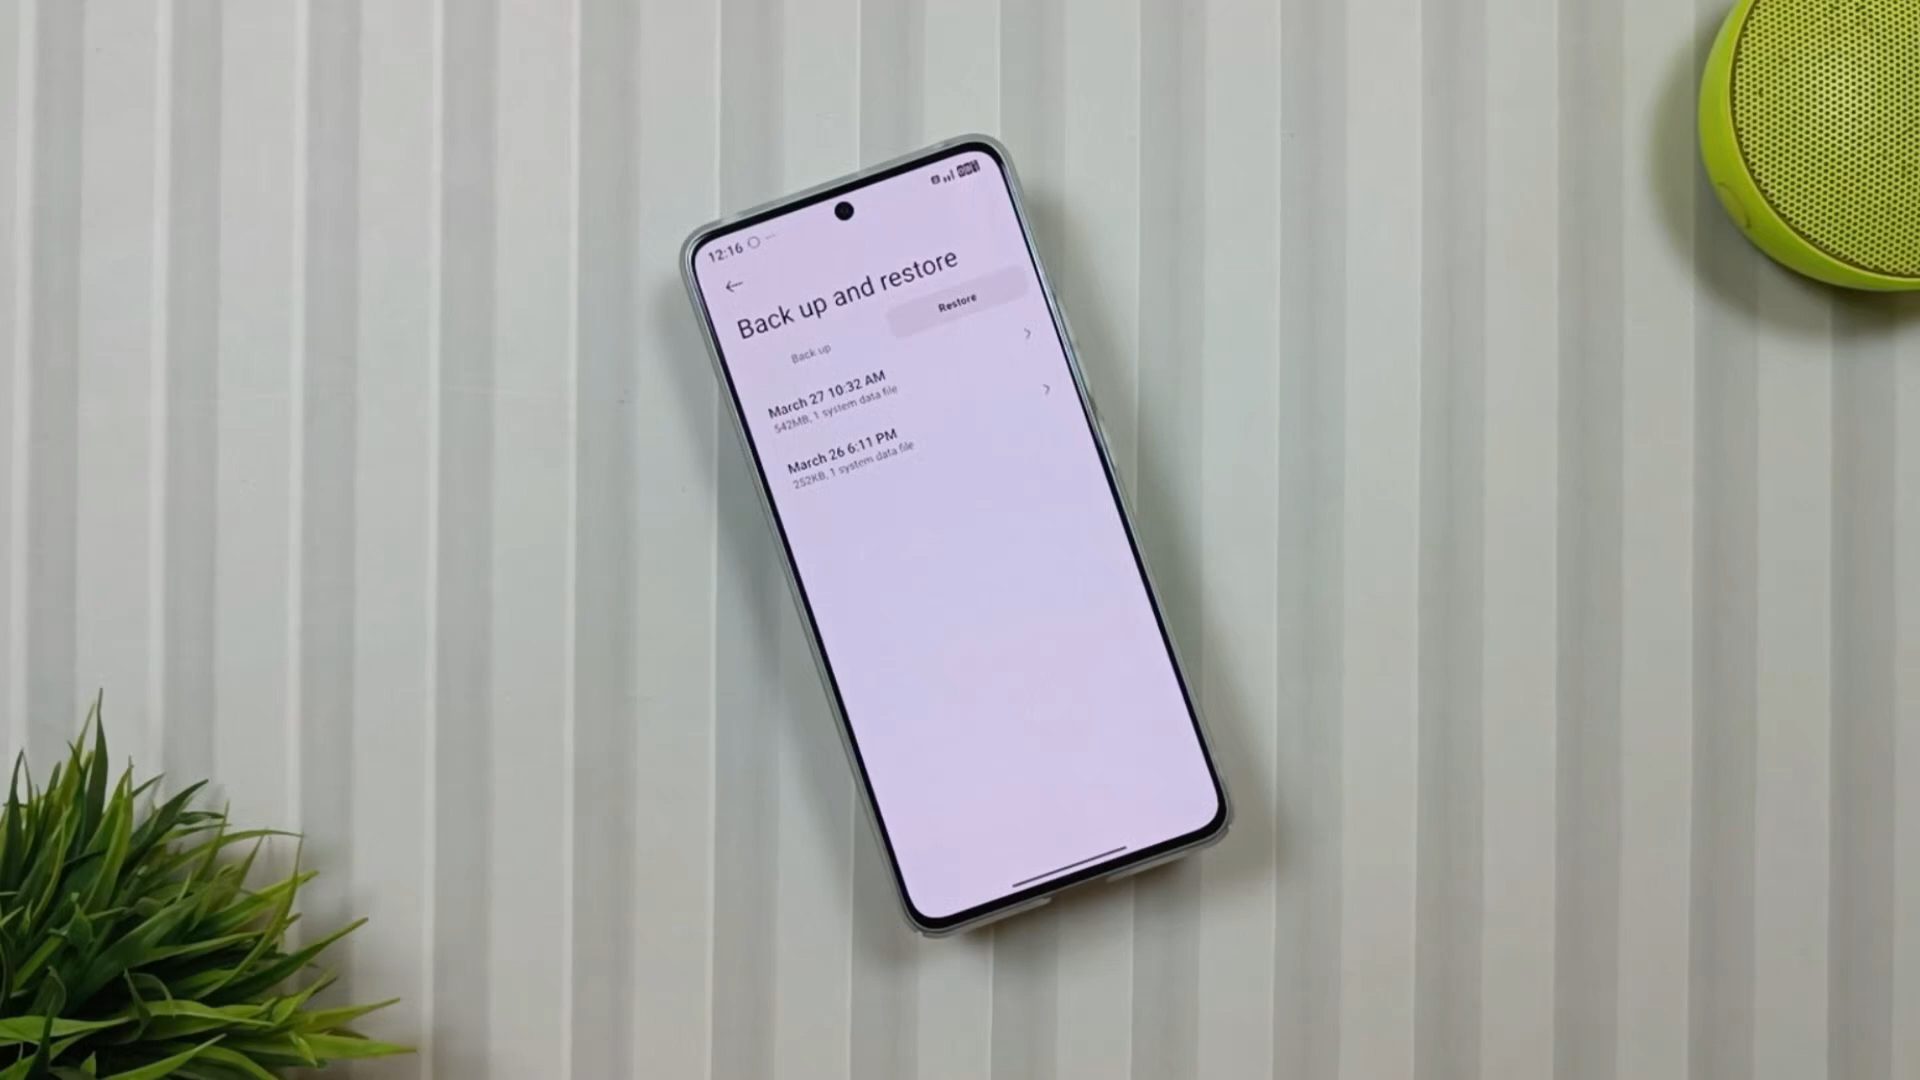 12:16
Back up and restore
Back up
Restore
March 27 10:32 AM
542MB, 1 system data file
March 26 6:11 PM
252KB, 1 system data file